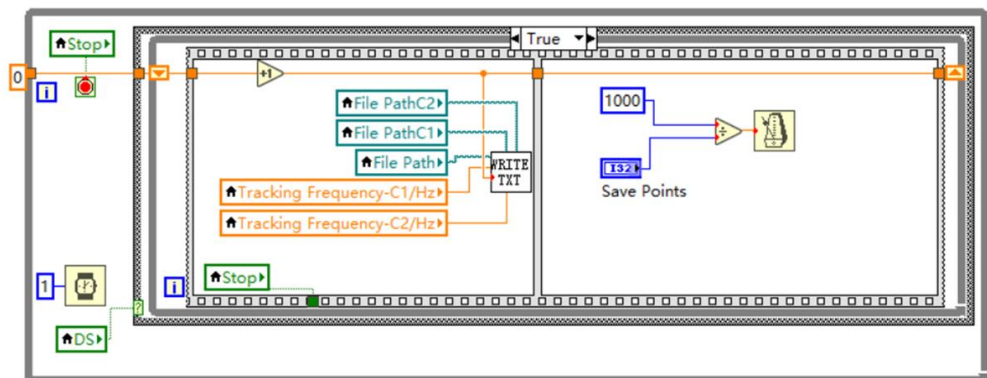 True
Stop
0
i
+1
File PathC2
File PathC1
File Path
WRITE
TXT
Tracking Frequency-C1/Hz
Tracking Frequency-C2/Hz
1000
÷
I32
Save Points
Stop
1
i
?
DS